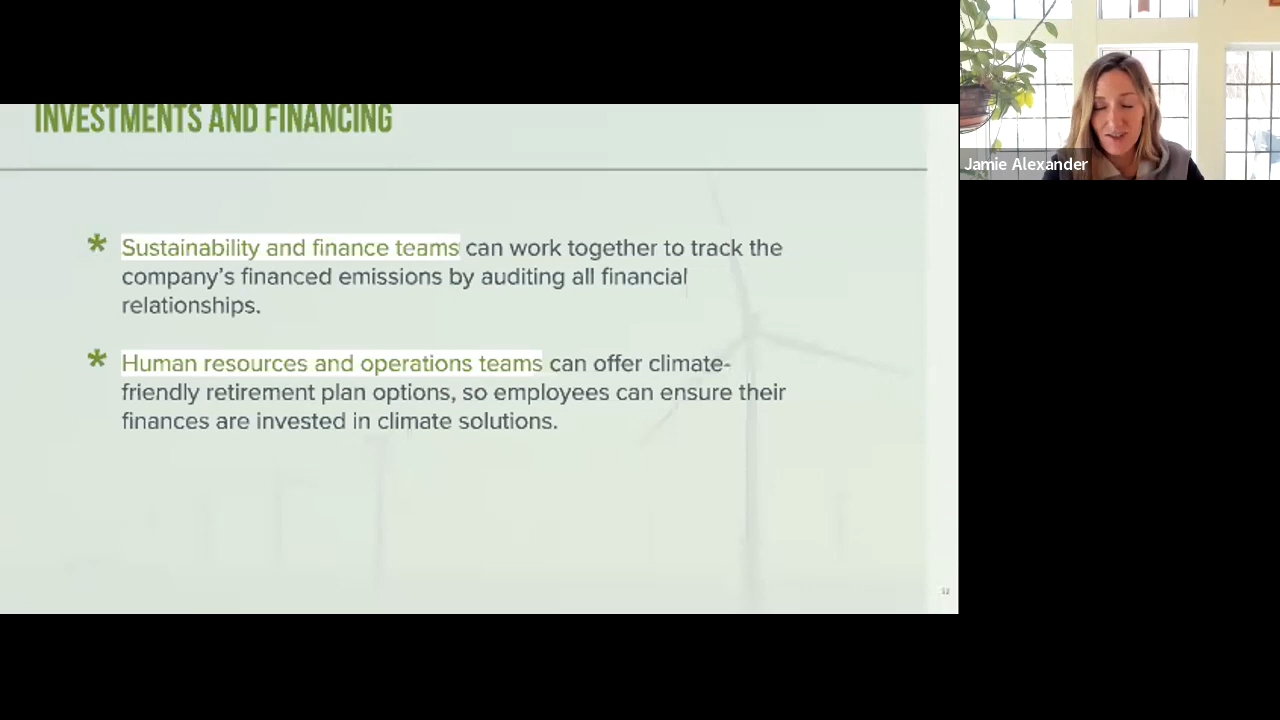 INVESTMENTS AND FINANCING
* Sustainability and finance teams can work together to track the
company's financed emissions by auditing all financial
relationships.
* Human resources and operations teams can offer climate-
friendly retirement plan options, so employees can ensure their
finances are invested in climate solutions.
Jamie Alexander